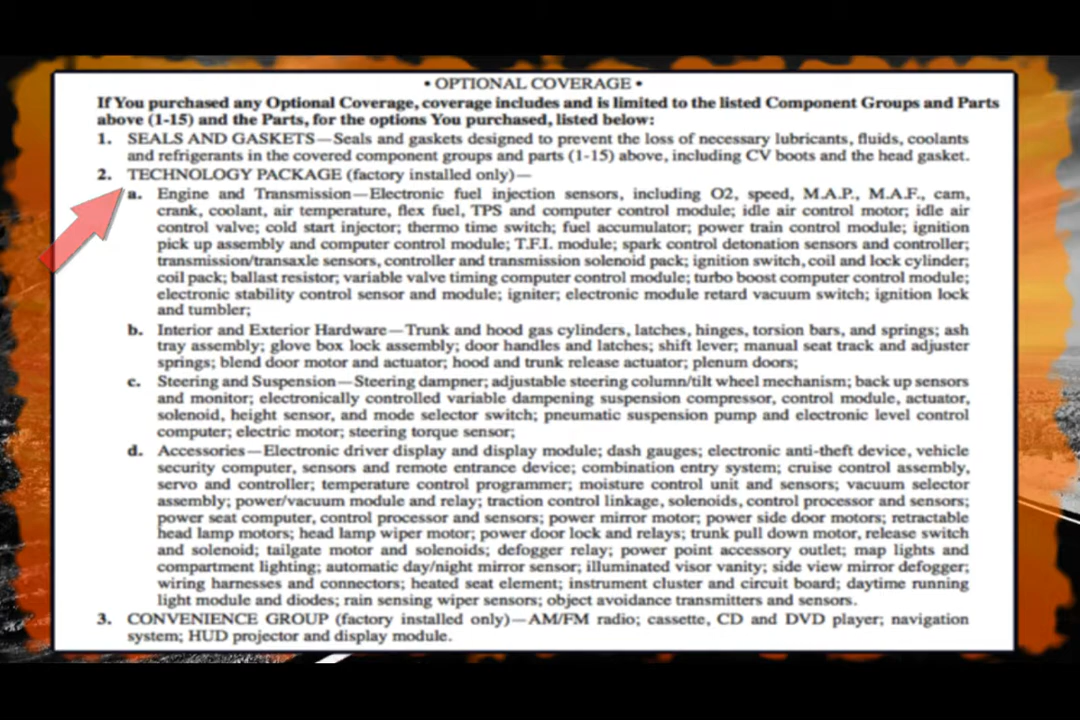 • OPTIONAL COVERAGE •
If You purchased any Optional Coverage, coverage includes and is limited to the listed Component Groups and Parts
above (1-15) and the Parts, for the options You purchased, listed below:
1. SEALS AND GASKETS—Seals and gaskets designed to prevent the loss of necessary lubricants, fluids, coolants
and refrigerants in the covered component groups and parts (1-15) above, including CV boots and the head gasket.
2. TECHNOLOGY PACKAGE (factory installed only)—
a. Engine and Transmission—Electronic fuel injection sensors, including O2, speed, M.A.P., M.A.F., cam,
crank, coolant, air temperature, flex fuel, TPS and computer control module; idle air control motor; idle air
control valve; cold start injector; thermo time switch; fuel accumulator; power train control module; ignition
pick up assembly and computer control module; T.F.I. module; spark control detonation sensors and controller;
transmission/transaxle sensors, controller and transmission solenoid pack; ignition switch, coil and lock cylinder;
coil pack; ballast resistor; variable valve timing computer control module; turbo boost computer control module;
electronic stability control sensor and module; igniter; electronic module retard vacuum switch; ignition lock
and tumbler;
b. Interior and Exterior Hardware—Trunk and hood gas cylinders, latches, hinges, torsion bars, and springs; ash
tray assembly; glove box lock assembly; door handles and latches; shift lever; manual seat track and adjuster
springs; blend door motor and actuator; hood and trunk release actuator; plenum doors;
c. Steering and Suspension—Steering dampner; adjustable steering column/tilt wheel mechanism; back up sensors
and monitor; electronically controlled variable dampening suspension compressor, control module, actuator,
solenoid, height sensor, and mode selector switch; pneumatic suspension pump and electronic level control
computer; electric motor; steering torque sensor;
d. Accessories—Electronic driver display and display module; dash gauges; electronic anti-theft device, vehicle
security computer, sensors and remote entrance device; combination entry system; cruise control assembly,
servo and controller; temperature control programmer; moisture control unit and sensors; vacuum selector
assembly; power/vacuum module and relay; traction control linkage, solenoids, control processor and sensors;
power seat computer, control processor and sensors; power mirror motor; power side door motors; retractable
head lamp motors; head lamp wiper motor; power door lock and relays; trunk pull down motor, release switch
and solenoid; tailgate motor and solenoids; defogger relay; power point accessory outlet; map lights and
compartment lighting; automatic day/night mirror sensor; illuminated visor vanity; side view mirror defogger;
wiring harnesses and connectors; heated seat element; instrument cluster and circuit board; daytime running
light module and diodes; rain sensing wiper sensors; object avoidance transmitters and sensors.
3. CONVENIENCE GROUP (factory installed only)—AM/FM radio; cassette, CD and DVD player; navigation
system; HUD projector and display module.